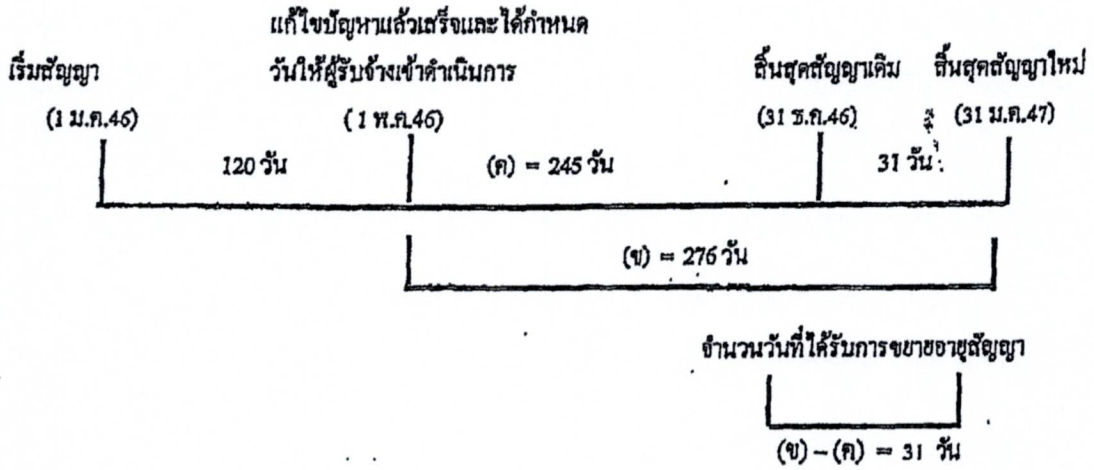 แก้ไขปัญหาแล้วเสร็จและได้กำหนด
เริ่มสัญญา วันให้ผู้รับจ้างเข้าดำเนินการ สิ้นสุดสัญญาเดิม สิ้นสุดสัญญาใหม่
(1 ม.ค.46) (1 พ.ค.46) (31 ธ.ค.46) (31 ม.ค.47)
120 วัน (ค) = 245 วัน 31 วัน
(ข) = 276 วัน
จำนวนวันที่ได้รับการขยายอายุสัญญา
(ข) – (ค) = 31 วัน